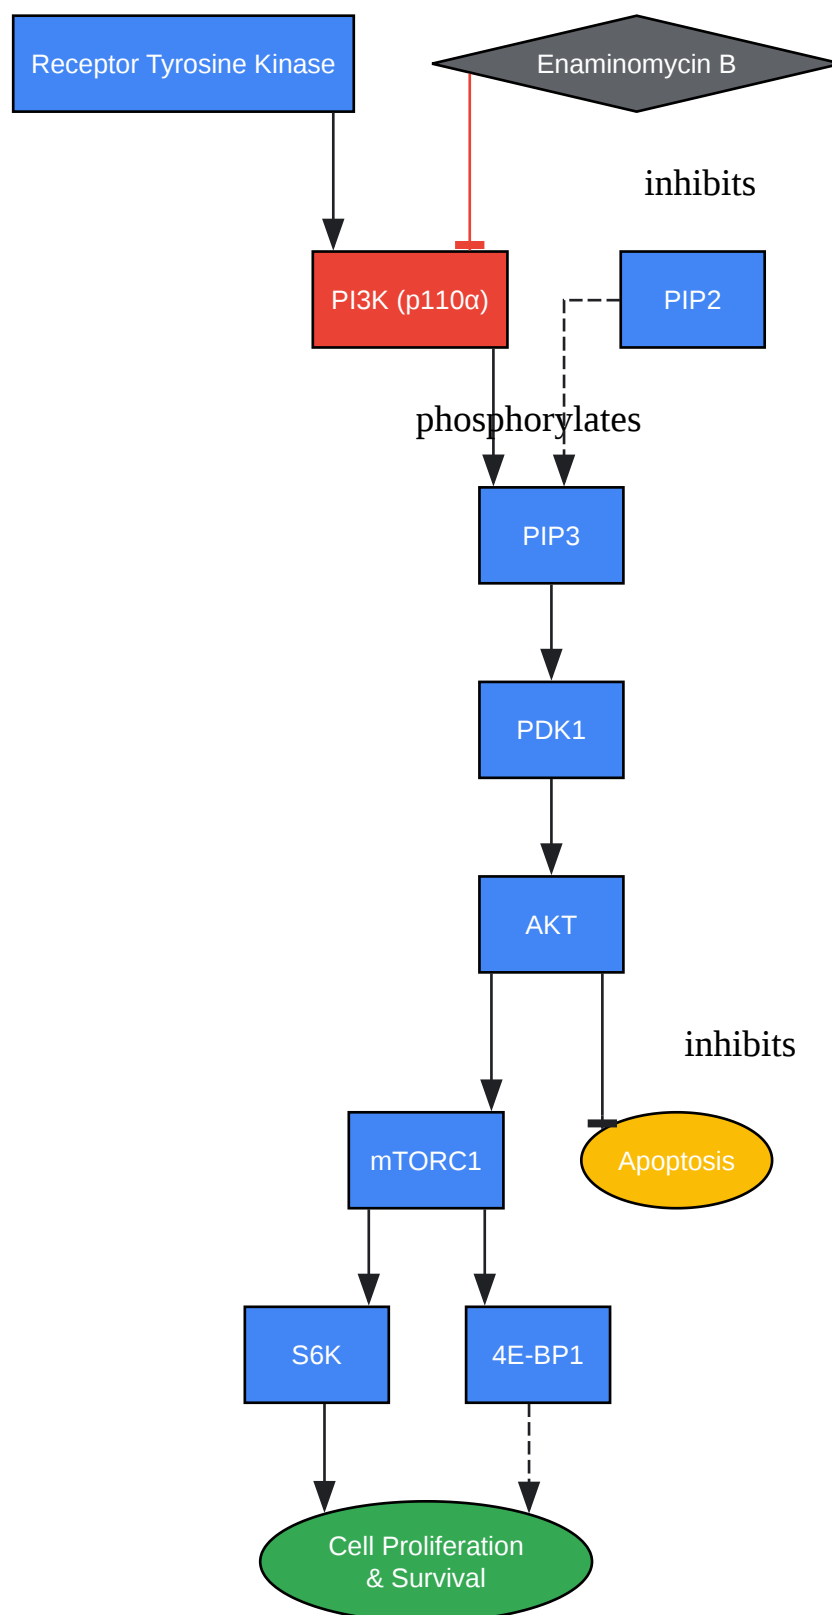 Receptor Tyrosine Kinase
Enaminomycin B
inhibits
PI3K (p110α)
PIP2
phosphorylates
PIP3
PDK1
AKT
inhibits
mTORC1
Apoptosis
S6K
4E-BP1
Cell Proliferation
& Survival